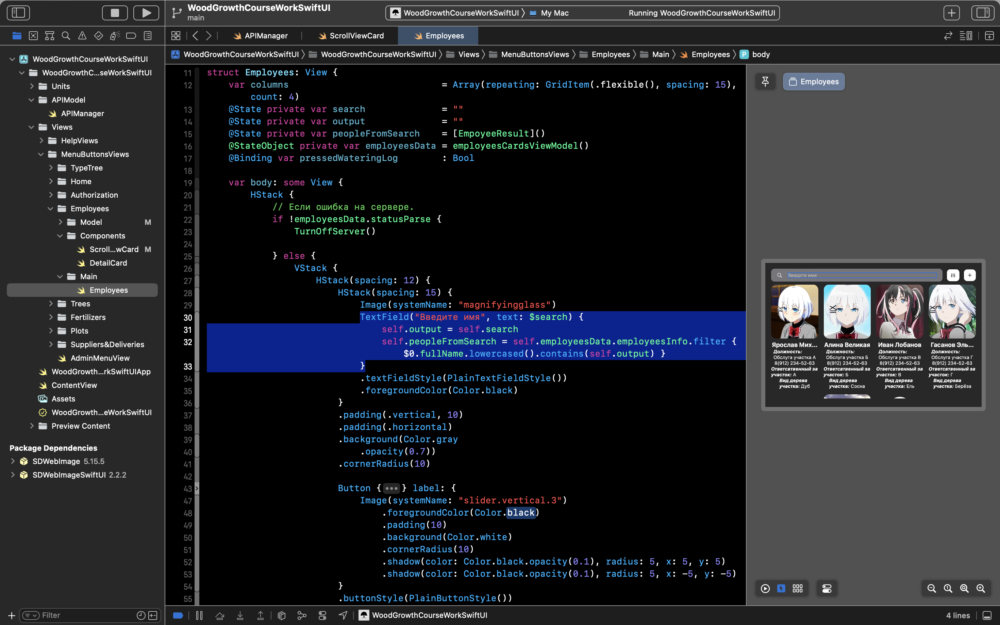 WoodGrowthCourseWorkSwiftUI
main
WoodGrowthCourseWorkSwiftUI 〉 My Mac
Running WoodGrowthCourseWorkSwiftUI
APIManager
ScrollViewCard
Employees
WoodGrowthCourseWorkSwiftUI 〉 WoodGrowthCourseWorkSwiftUI 〉 Views 〉 MenuButtonsViews 〉 Employees 〉 Main 〉 Employees 〉 P body
WoodGrowthCourseWorkSwiftUI
WoodGrowthC...seWorkSwiftUI
Units
APIModel
APIManager
Views
HelpViews
MenuButtonsViews
TypeTree
Home
Authorization
Employees
Model M
Components
Scroll...wCard M
DetailCard
Main
Employees
Trees
Fertilizers
Plots
Suppliers&Deliveries
AdminMenuView
WoodGrowth...rkSwiftUIApp
ContentView
Assets
WoodGrowth...eWorkSwiftUI
Preview Content
Package Dependencies
SDWebImage 5.15.5
SDWebImageSwiftUI 2.2.2
Filter
11 struct Employees: View {
12 var columns = Array(repeating: GridItem(.flexible(), spacing: 15),
count: 4)
13 @State private var search = ""
14 @State private var output = ""
15 @State private var peopleFromSearch = [EmpoyeeResult]()
16 @StateObject private var employeesData = employeesCardsViewModel()
17 @Binding var pressedWateringLog : Bool
18
19 var body: some View {
20 HStack {
21 // Если ошибка на сервере.
22 if !employeesData.statusParse {
23 TurnOffServer()
24
25 } else {
26 VStack {
27 HStack(spacing: 12) {
28 HStack(spacing: 15) {
29 Image(systemName: "magnifyingglass")
30 TextField("Введите имя", text: $search) {
31 self.output = self.search
32 self.peopleFromSearch = self.employeesData.employeesInfo.filter {
$0.fullName.lowercased().contains(self.output) }
33 }
34 .textFieldStyle(PlainTextFieldStyle())
35 .foregroundColor(Color.black)
36 }
37 .padding(.vertical, 10)
38 .padding(.horizontal)
39 .background(Color.gray
40 .opacity(0.7))
41 .cornerRadius(10)
42
43 Button {•••} label: {
47 Image(systemName: "slider.vertical.3")
48 .foregroundColor(Color.black)
49 .padding(10)
50 .background(Color.white)
51 .cornerRadius(10)
52 .shadow(color: Color.black.opacity(0.1), radius: 5, x: 5, y: 5)
53 .shadow(color: Color.black.opacity(0.1), radius: 5, x: -5, y: -5)
54 }
55 .buttonStyle(PlainButtonStyle())
Employees
Введите имя
Ярослав Мих...
Должность:
Обслуга участка А
8(912) 234-52-63
Ответсвтвенный за
участок: А
Вид дерева
участка: Дуб
Алина Великая
Должность:
Обслуга участка Б
8(912) 234-52-63
Ответсвтвенный за
участок: Б
Вид дерева
участка: Сосна
Иван Лобанов
Должность:
Обслуга участка В
8(912) 234-52-63
Ответсвтвенный за
участок: В
Вид дерева
участка: Ель
Гасанов Эль...
Должность:
Обслуга участка Г
8(912) 234-52-63
Ответсвтвенный за
участок: Г
Вид дерева
участка: Берёза
WoodGrowthCourseWorkSwiftUI
4 lines